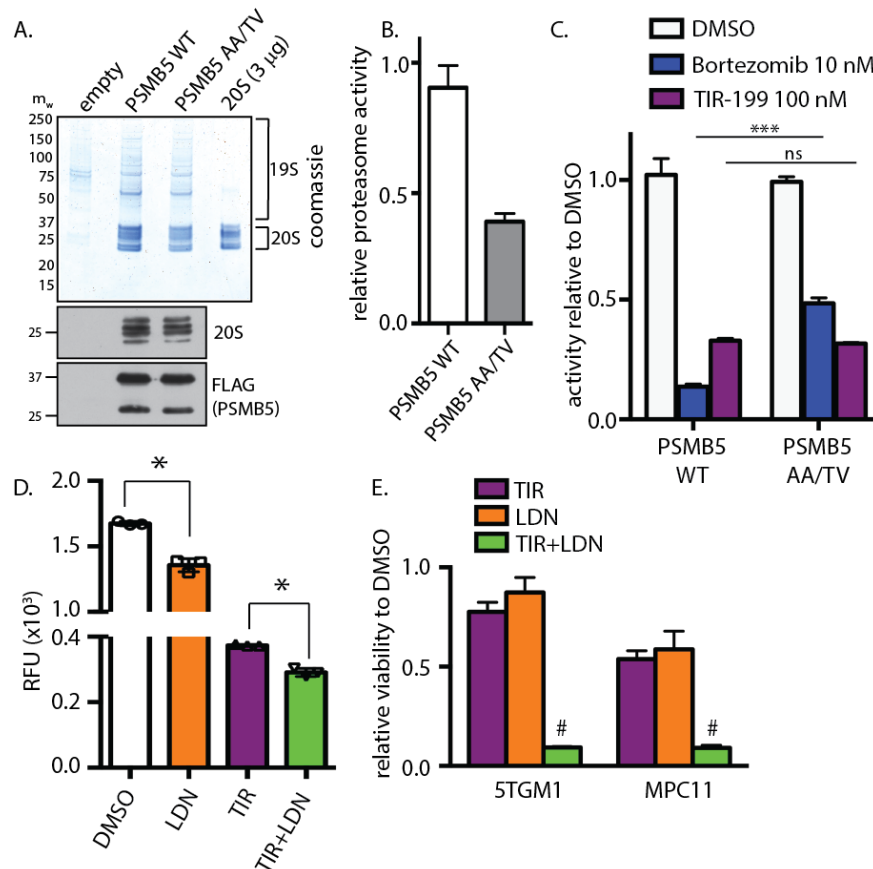 A.
empty
PSMB5 WT
PSMB5 AA/TV
20S (3 µg)
mw
250
150
100
75
50
37
25
20
15
19S
20S
coomassie
25
20S
37
25
FLAG
(PSMB5)
B.
relative proteasome activity
1.0
0.5
0.0
PSMB5 WT
PSMB5 AA/TV
C.
DMSO
Bortezomib 10 nM
TIR-199 100 nM
***
ns
activity relative to DMSO
1.0
0.5
0.0
PSMB5
WT
PSMB5
AA/TV
D.
RFU (x10³)
2.0
1.5
1.0
0.4
0.2
0.0
*
*
DMSO
LDN
TIR
TIR+LDN
E.
TIR
LDN
TIR+LDN
relative viability to DMSO
1.0
0.5
0.0
#
#
5TGM1
MPC11